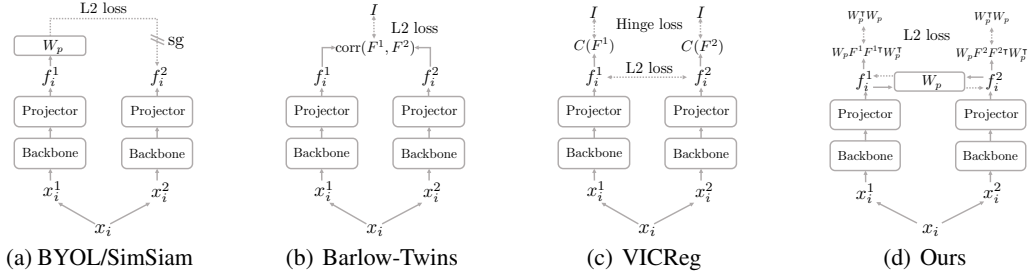 L2 loss
W_p
sg
f_i^1
f_i^2
Projector
Projector
Backbone
Backbone
x_i^1
x_i^2
x_i
(a) BYOL/SimSiam
I
L2 loss
corr(F^1, F^2)
f_i^1
f_i^2
Projector
Projector
Backbone
Backbone
x_i^1
x_i^2
x_i
(b) Barlow-Twins
I
I
Hinge loss
C(F^1)
C(F^2)
L2 loss
f_i^1
f_i^2
Projector
Projector
Backbone
Backbone
x_i^1
x_i^2
x_i
(c) VICReg
W_p^⊺W_p
W_p^⊺W_p
L2 loss
W_pF^1F^{1⊺}W_p^⊺
W_pF^2F^{2⊺}W_p^⊺
f_i^1
W_p
f_i^2
Projector
Projector
Backbone
Backbone
x_i^1
x_i^2
x_i
(d) Ours